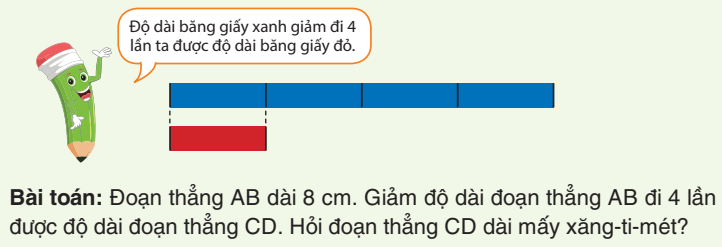 Độ dài băng giấy xanh giảm đi 4
lần ta được độ dài băng giấy đỏ.
Bài toán: Đoạn thẳng AB dài 8 cm. Giảm độ dài đoạn thẳng AB đi 4 lần
được độ dài đoạn thẳng CD. Hỏi đoạn thẳng CD dài mấy xăng-ti-mét?